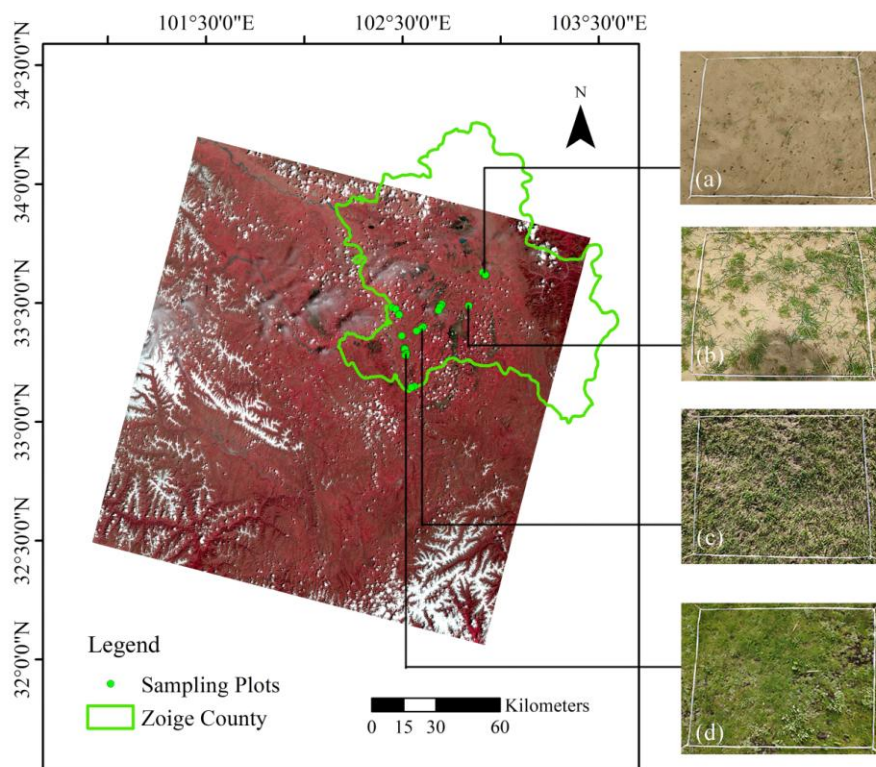 101°30'0"E 102°30'0"E 103°30'0"E
34°30'0"N
34°0'0"N
33°30'0"N
33°0'0"N
32°30'0"N
32°0'0"N
N
(a)
(b)
(c)
(d)
Legend
Sampling Plots
Zoige County
Kilometers
0 15 30 60